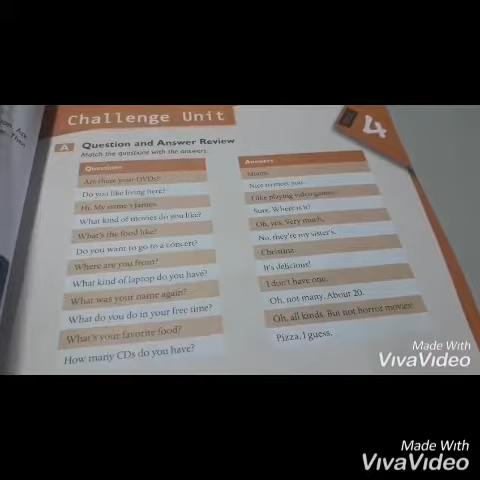 Challenge Unit
4
A Question and Answer Review
Match the questions with the answers.
Questions
Are these your DVDs?
Do you like living here?
Hi. My name's James.
What kind of movies do you like?
What's the food like?
Do you want to go to a concert?
Where are you from?
What kind of laptop do you have?
What was your name again?
What do you do in your free time?
What's your favorite food?
How many CDs do you have?
Answers
Miami.
Nice to meet you.
I like playing video games.
Sure. Where is it?
Oh, yes. Very much.
No, they're my sister's.
Christina.
It's delicious!
I don't have one.
Oh, not many. About 20.
Oh, all kinds. But not horror movies!
Pizza, I guess.
Made With
VivaVideo
Made With
VivaVideo